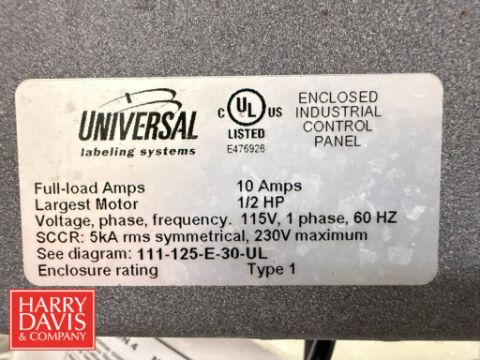 UNIVERSAL
labeling systems
C UL US
LISTED
E476926
ENCLOSED
INDUSTRIAL
CONTROL
PANEL
Full-load Amps 10 Amps
Largest Motor 1/2 HP
Voltage, phase, frequency. 115V, 1 phase, 60 HZ
SCCR: 5kA rms symmetrical, 230V maximum
See diagram: 111-125-E-30-UL
Enclosure rating Type 1
HARRY
DAVIS
& COMPANY